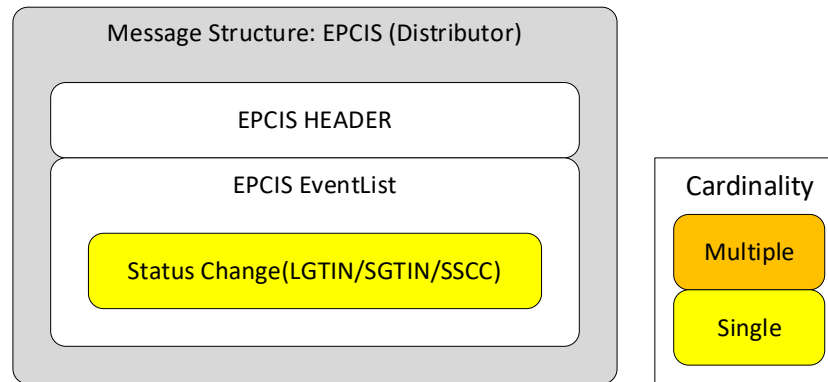 Message Structure: EPCIS (Distributor)
EPCIS HEADER
EPCIS EventList
Status Change(LGTIN/SGTIN/SSCC)
Cardinality
Multiple
Single